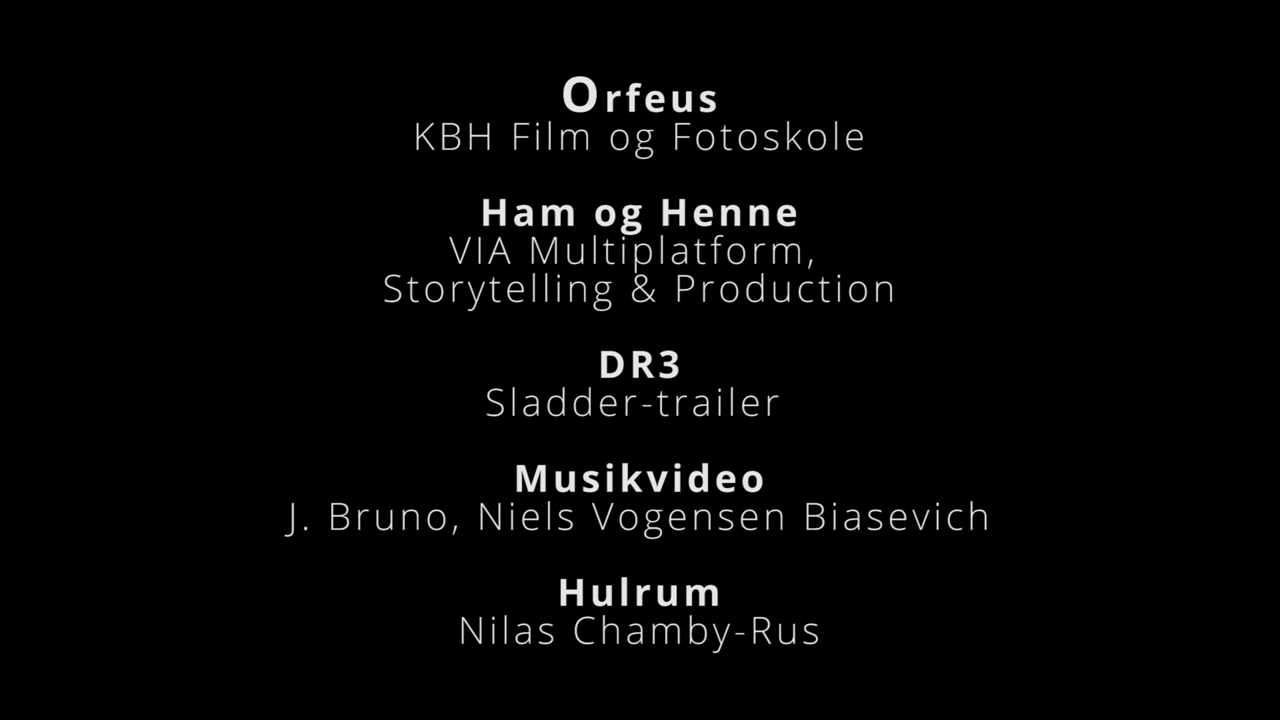 Orfeus
KBH Film og Fotoskole
Ham og Henne
VIA Multiplatform,
Storytelling & Production
DR3
Sladder-trailer
Musikvideo
J. Bruno, Niels Vogensen Biasevich
Hulrum
Nilas Chamby-Rus